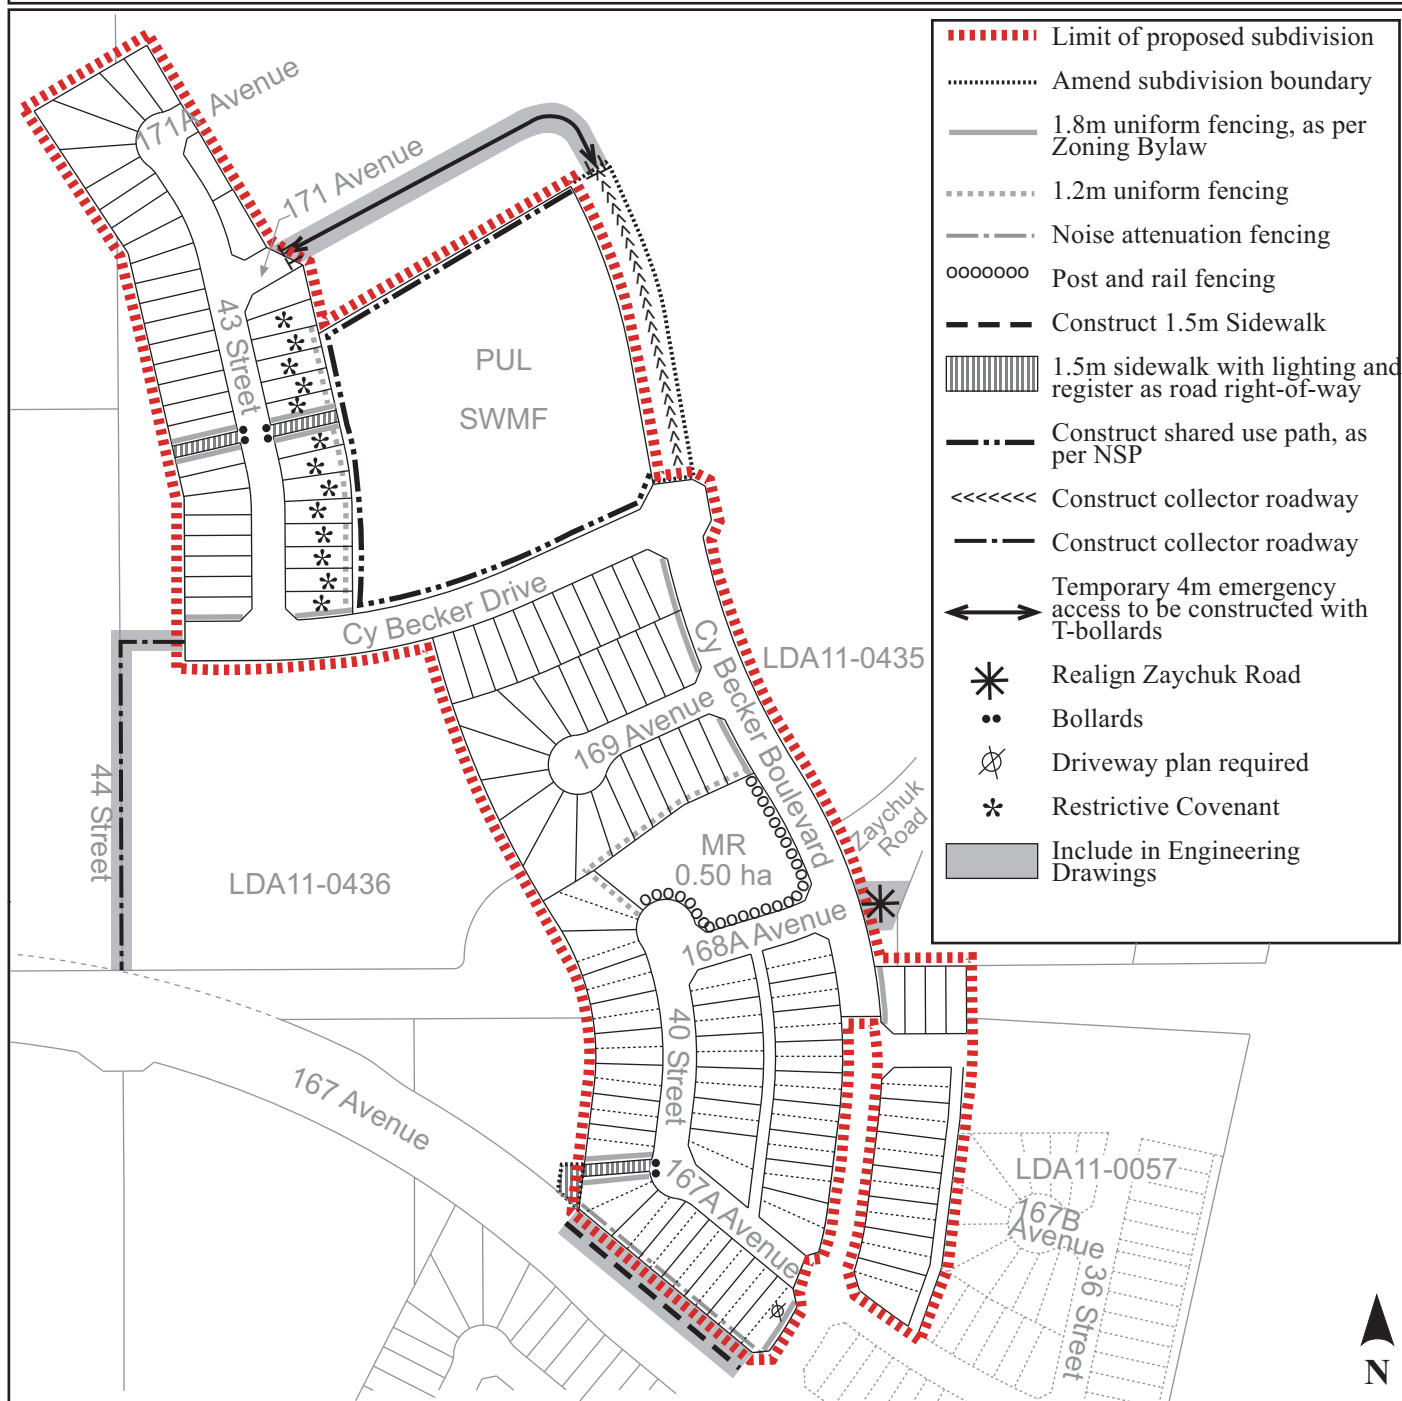 Limit of proposed subdivision
Amend subdivision boundary
1.8m uniform fencing, as per
Zoning Bylaw
1.2m uniform fencing
Noise attenuation fencing
Post and rail fencing
Construct 1.5m Sidewalk
1.5m sidewalk with lighting and
register as road right-of-way
Construct shared use path, as
per NSP
Construct collector roadway
Construct collector roadway
Temporary 4m emergency
access to be constructed with
T-bollards
Realign Zaychuk Road
Bollards
Driveway plan required
Restrictive Covenant
Include in Engineering
Drawings
171A Avenue
171 Avenue
43 Street
PUL
SWMF
Cy Becker Drive
Cy Becker Boulevard
LDA11-0435
169 Avenue
44 Street
LDA11-0436
MR
0.50 ha
Zaychuk
Road
168A Avenue
40 Street
167 Avenue
167A Avenue
LDA11-0057
167B
Avenue
36 Street
N